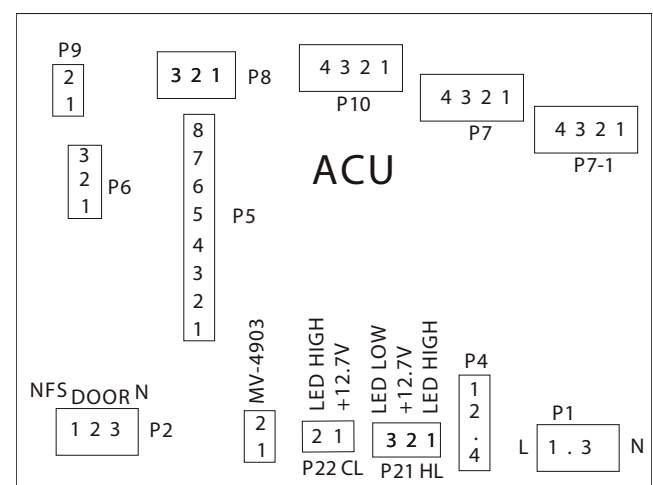 P9
2
1
3 2 1 P8
4 3 2 1
P10
4 3 2 1
P7
4 3 2 1
P7-1
3
2
1
P6
8
7
6
5
4
3
2
1
P5
ACU
NFS DOOR N
1 2 3 P2
MV-4903
2
1
LED HIGH
+12.7V
2 1
P22 CL
LED LOW
+12.7V
LED HIGH
3 2 1
P21 HL
P4
1
2
.
4
P1
L 1 . 3 N